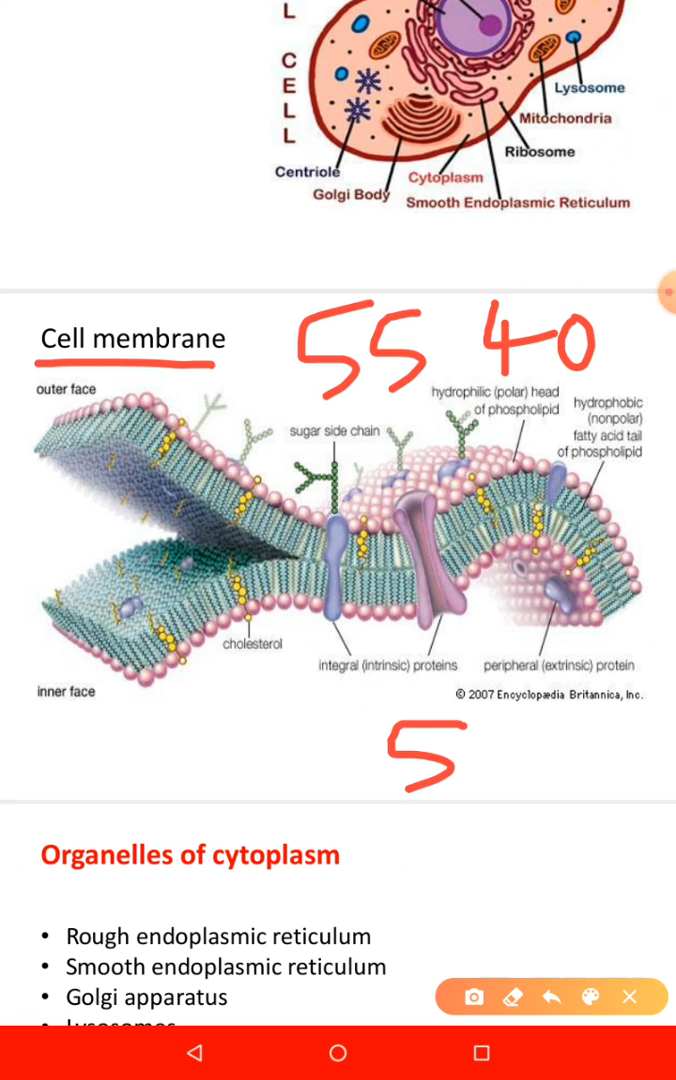 L
C
E
L
L
Lysosome
Mitochondria
Ribosome
Centriole
Cytoplasm
Golgi Body
Smooth Endoplasmic Reticulum
Cell membrane
55 40
outer face
hydrophilic (polar) head
of phospholipid
hydrophobic
(nonpolar)
fatty acid tail
of phospholipid
sugar side chain
cholesterol
integral (intrinsic) proteins
peripheral (extrinsic) protein
inner face
© 2007 Encyclopædia Britannica, Inc.
5
Organelles of cytoplasm
• Rough endoplasmic reticulum
• Smooth endoplasmic reticulum
• Golgi apparatus
• Lysosomes